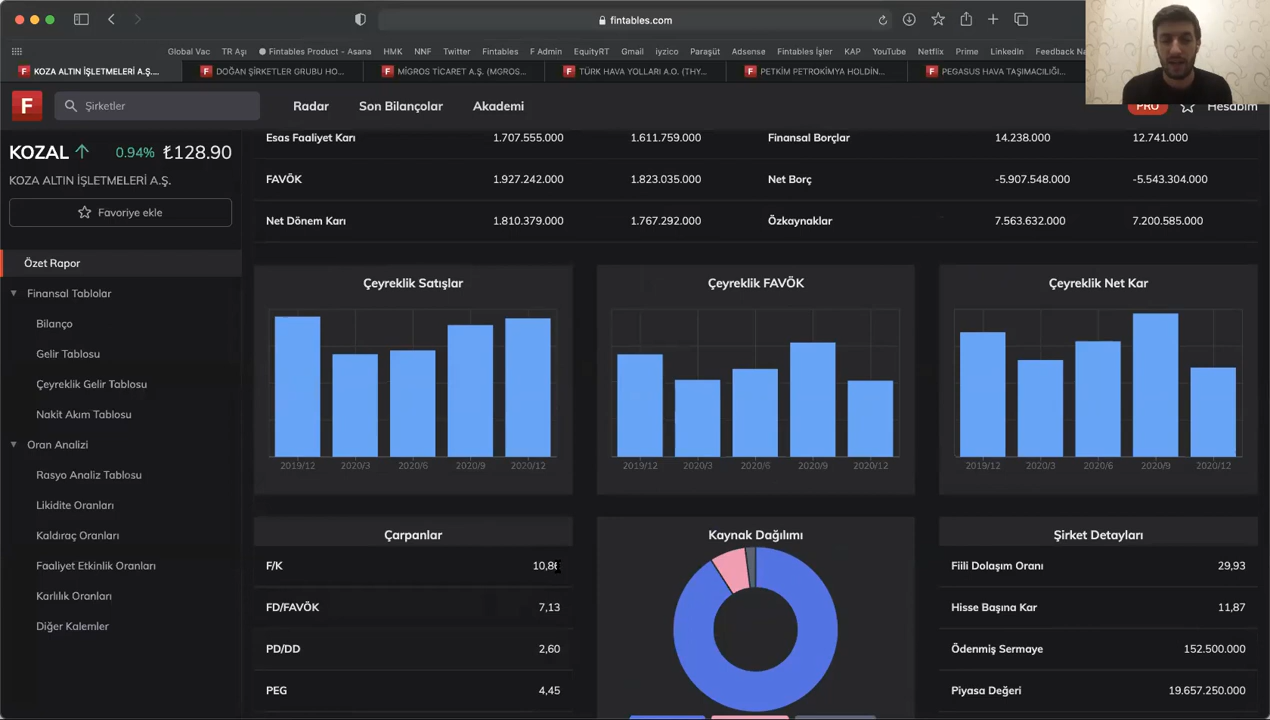 fintables.com
Global Vac TR Aşı Fintables Product - Asana HMK NNF Twitter Fintables F Admin EquityRT Gmail iyzico Paraşüt Adsense Fintables İşler KAP YouTube Netflix Prime LinkedIn Feedback
KOZA ALTIN İŞLETMELERİ A.Ş.... DOĞAN ŞİRKETLER GRUBU HO... MİGROS TİCARET A.Ş. (MGROS... TÜRK HAVA YOLLARI A.O. (THY... PETKİM PETROKİMYA HOLDİN... PEGASUS HAVA TAŞIMACILIĞI...
F Şirketler Radar Son Bilançolar Akademi PRO Hesabım
KOZAL 0.94% ₺128.90
KOZA ALTIN İŞLETMELERİ A.Ş.
Favoriye ekle
Özet Rapor
Finansal Tablolar
Bilanço
Gelir Tablosu
Çeyreklik Gelir Tablosu
Nakit Akım Tablosu
Oran Analizi
Rasyo Analiz Tablosu
Likidite Oranları
Kaldıraç Oranları
Faaliyet Etkinlik Oranları
Karlılık Oranları
Diğer Kalemler
Esas Faaliyet Karı 1.707.555.000 1.611.759.000 Finansal Borçlar 14.238.000 12.741.000
FAVÖK 1.927.242.000 1.823.035.000 Net Borç -5.907.548.000 -5.543.304.000
Net Dönem Karı 1.810.379.000 1.767.292.000 Özkaynaklar 7.563.632.000 7.200.585.000
Çeyreklik Satışlar
2019/12 2020/3 2020/6 2020/9 2020/12
Çeyreklik FAVÖK
2019/12 2020/3 2020/6 2020/9 2020/12
Çeyreklik Net Kar
2019/12 2020/3 2020/6 2020/9 2020/12
Çarpanlar
F/K 10,86
FD/FAVÖK 7,13
PD/DD 2,60
PEG 4,45
Kaynak Dağılımı
Şirket Detayları
Fiili Dolaşım Oranı 29,93
Hisse Başına Kar 11,87
Ödenmiş Sermaye 152.500.000
Piyasa Değeri 19.657.250.000